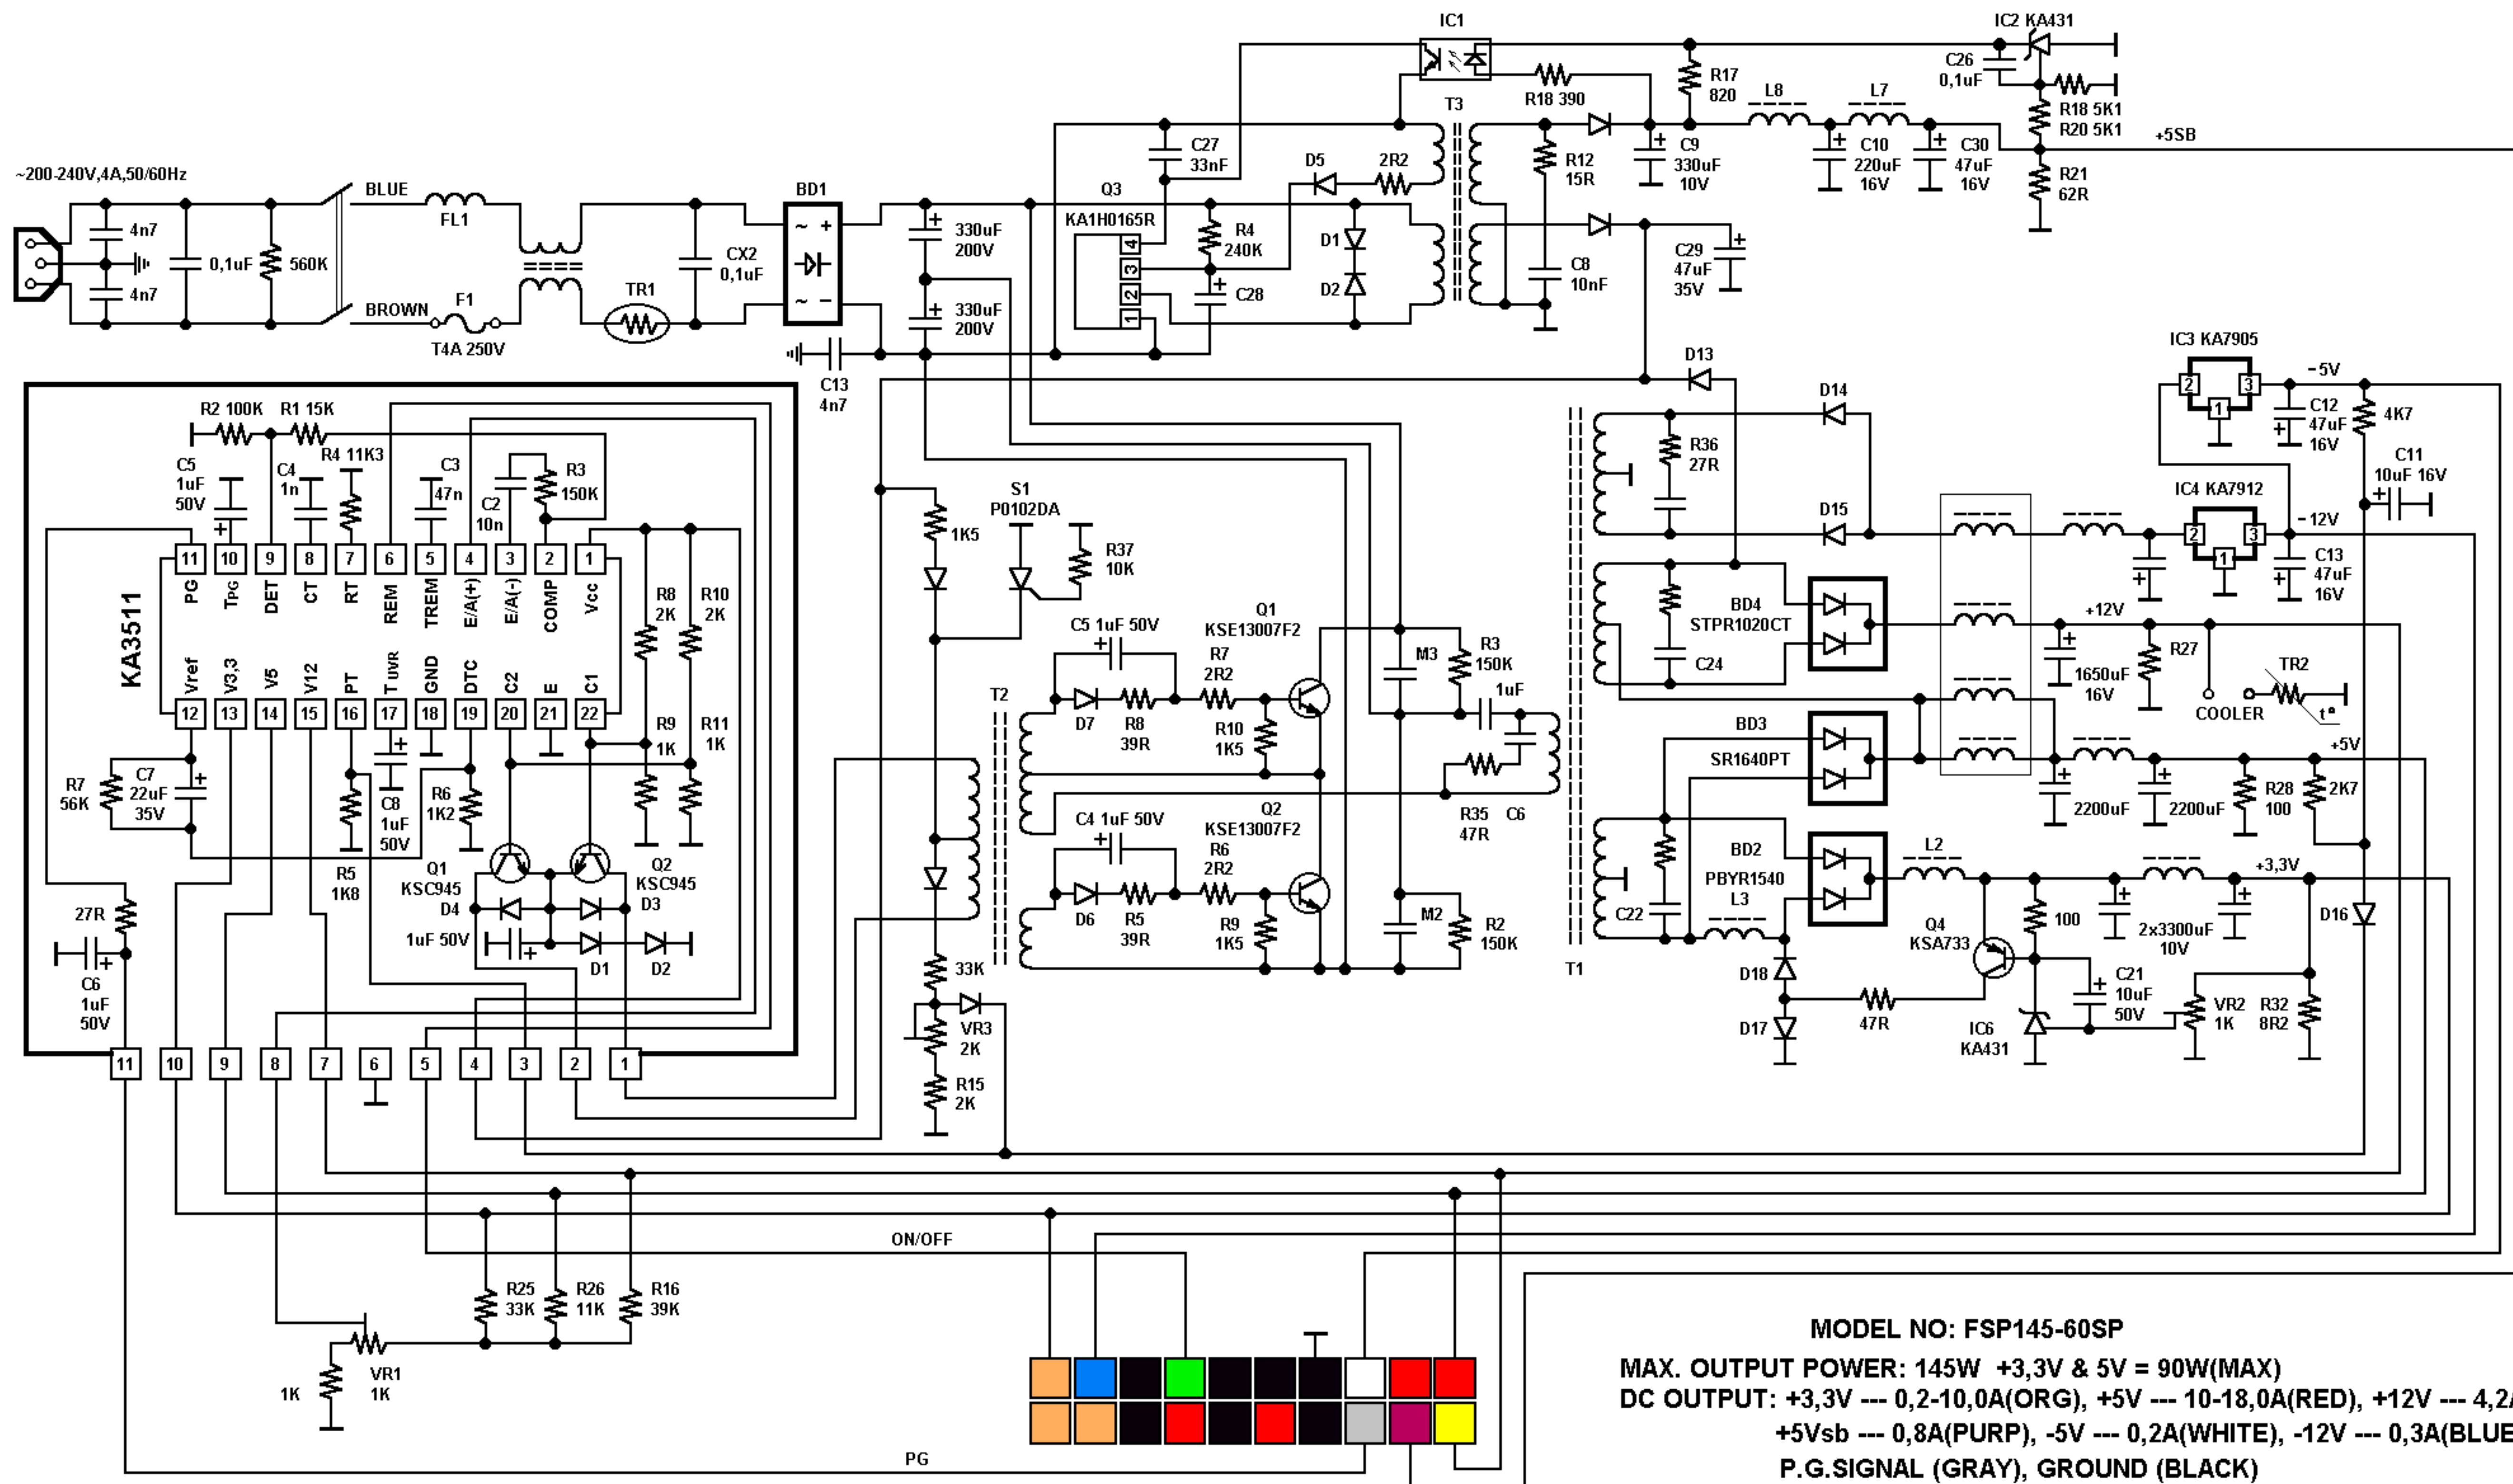 IC1
IC2 KA431
C26
0,1uF
R17
820
R18 390
L8
L7
R18 5K1
R20 5K1
+5SB
T3
C27
33nF
D5
2R2
R12
15R
C9
330uF
10V
C10
220uF
16V
C30
47uF
16V
R21
62R
~200-240V,4A,50/60Hz
BLUE
FL1
BD1
Q3
KA1H0165R
4n7
0,1uF
560K
4n7
CX2
0,1uF
~ +
~ −
330uF
200V
330uF
200V
4
3
2
1
R4
240K
D1
D2
C28
C8
10nF
C29
47uF
35V
BROWN
F1
T4A 250V
TR1
C13
4n7
D13
IC3 KA7905
2
3
1
-5V
C12
47uF
16V
4K7
C11
10uF 16V
D14
R36
27R
D15
IC4 KA7912
2
3
1
-12V
C13
47uF
16V
R2 100K
R1 15K
R4 11K3
C5
1uF
50V
C4
1n
C3
47n
C2
10n
R3
150K
11
10
9
8
7
6
5
4
3
2
1
PG
TPG
DET
CT
RT
REM
TREM
E/A(+)
E/A(-)
COMP
Vcc
KA3511
R8
2K
R10
2K
Vref
V3,3
V5
V12
PT
T UVR
GND
DTC
C2
E
C1
12
13
14
15
16
17
18
19
20
21
22
R9
1K
R11
1K
R7
56K
C7
22uF
35V
C8
1uF
50V
R6
1K2
R5
1K8
Q1
KSC945
Q2
KSC945
D4
D3
1uF 50V
D1
D2
27R
C6
1uF
50V
11
10
9
8
7
6
5
4
3
2
1
1K5
S1
P0102DA
R37
10K
T2
C5 1uF 50V
Q1
KSE13007F2
R7
2R2
D7
R8
39R
R10
1K5
C4 1uF 50V
Q2
KSE13007F2
R6
2R2
D6
R5
39R
R9
1K5
M3
R3
150K
1uF
R35
47R
C6
M2
R2
150K
T1
33K
VR3
2K
R15
2K
BD4
STPR1020CT
C24
+12V
1650uF
16V
R27
COOLER
TR2
t°
BD3
SR1640PT
+5V
2200uF
2200uF
R28
100
2K7
BD2
PBYR1540
L3
C22
L2
+3,3V
100
2x3300uF
10V
D16
Q4
KSA733
D18
D17
47R
IC6
KA431
C21
10uF
50V
VR2
1K
R32
8R2
ON/OFF
R25
33K
R26
11K
R16
39K
1K
VR1
1K
PG
MODEL NO: FSP145-60SP
MAX. OUTPUT POWER: 145W +3,3V & 5V = 90W(MAX)
DC OUTPUT: +3,3V --- 0,2-10,0A(ORG), +5V --- 10-18,0A(RED), +12V --- 4,2A
+5Vsb --- 0,8A(PURP), -5V --- 0,2A(WHITE), -12V --- 0,3A(BLUE
P.G.SIGNAL (GRAY), GROUND (BLACK)